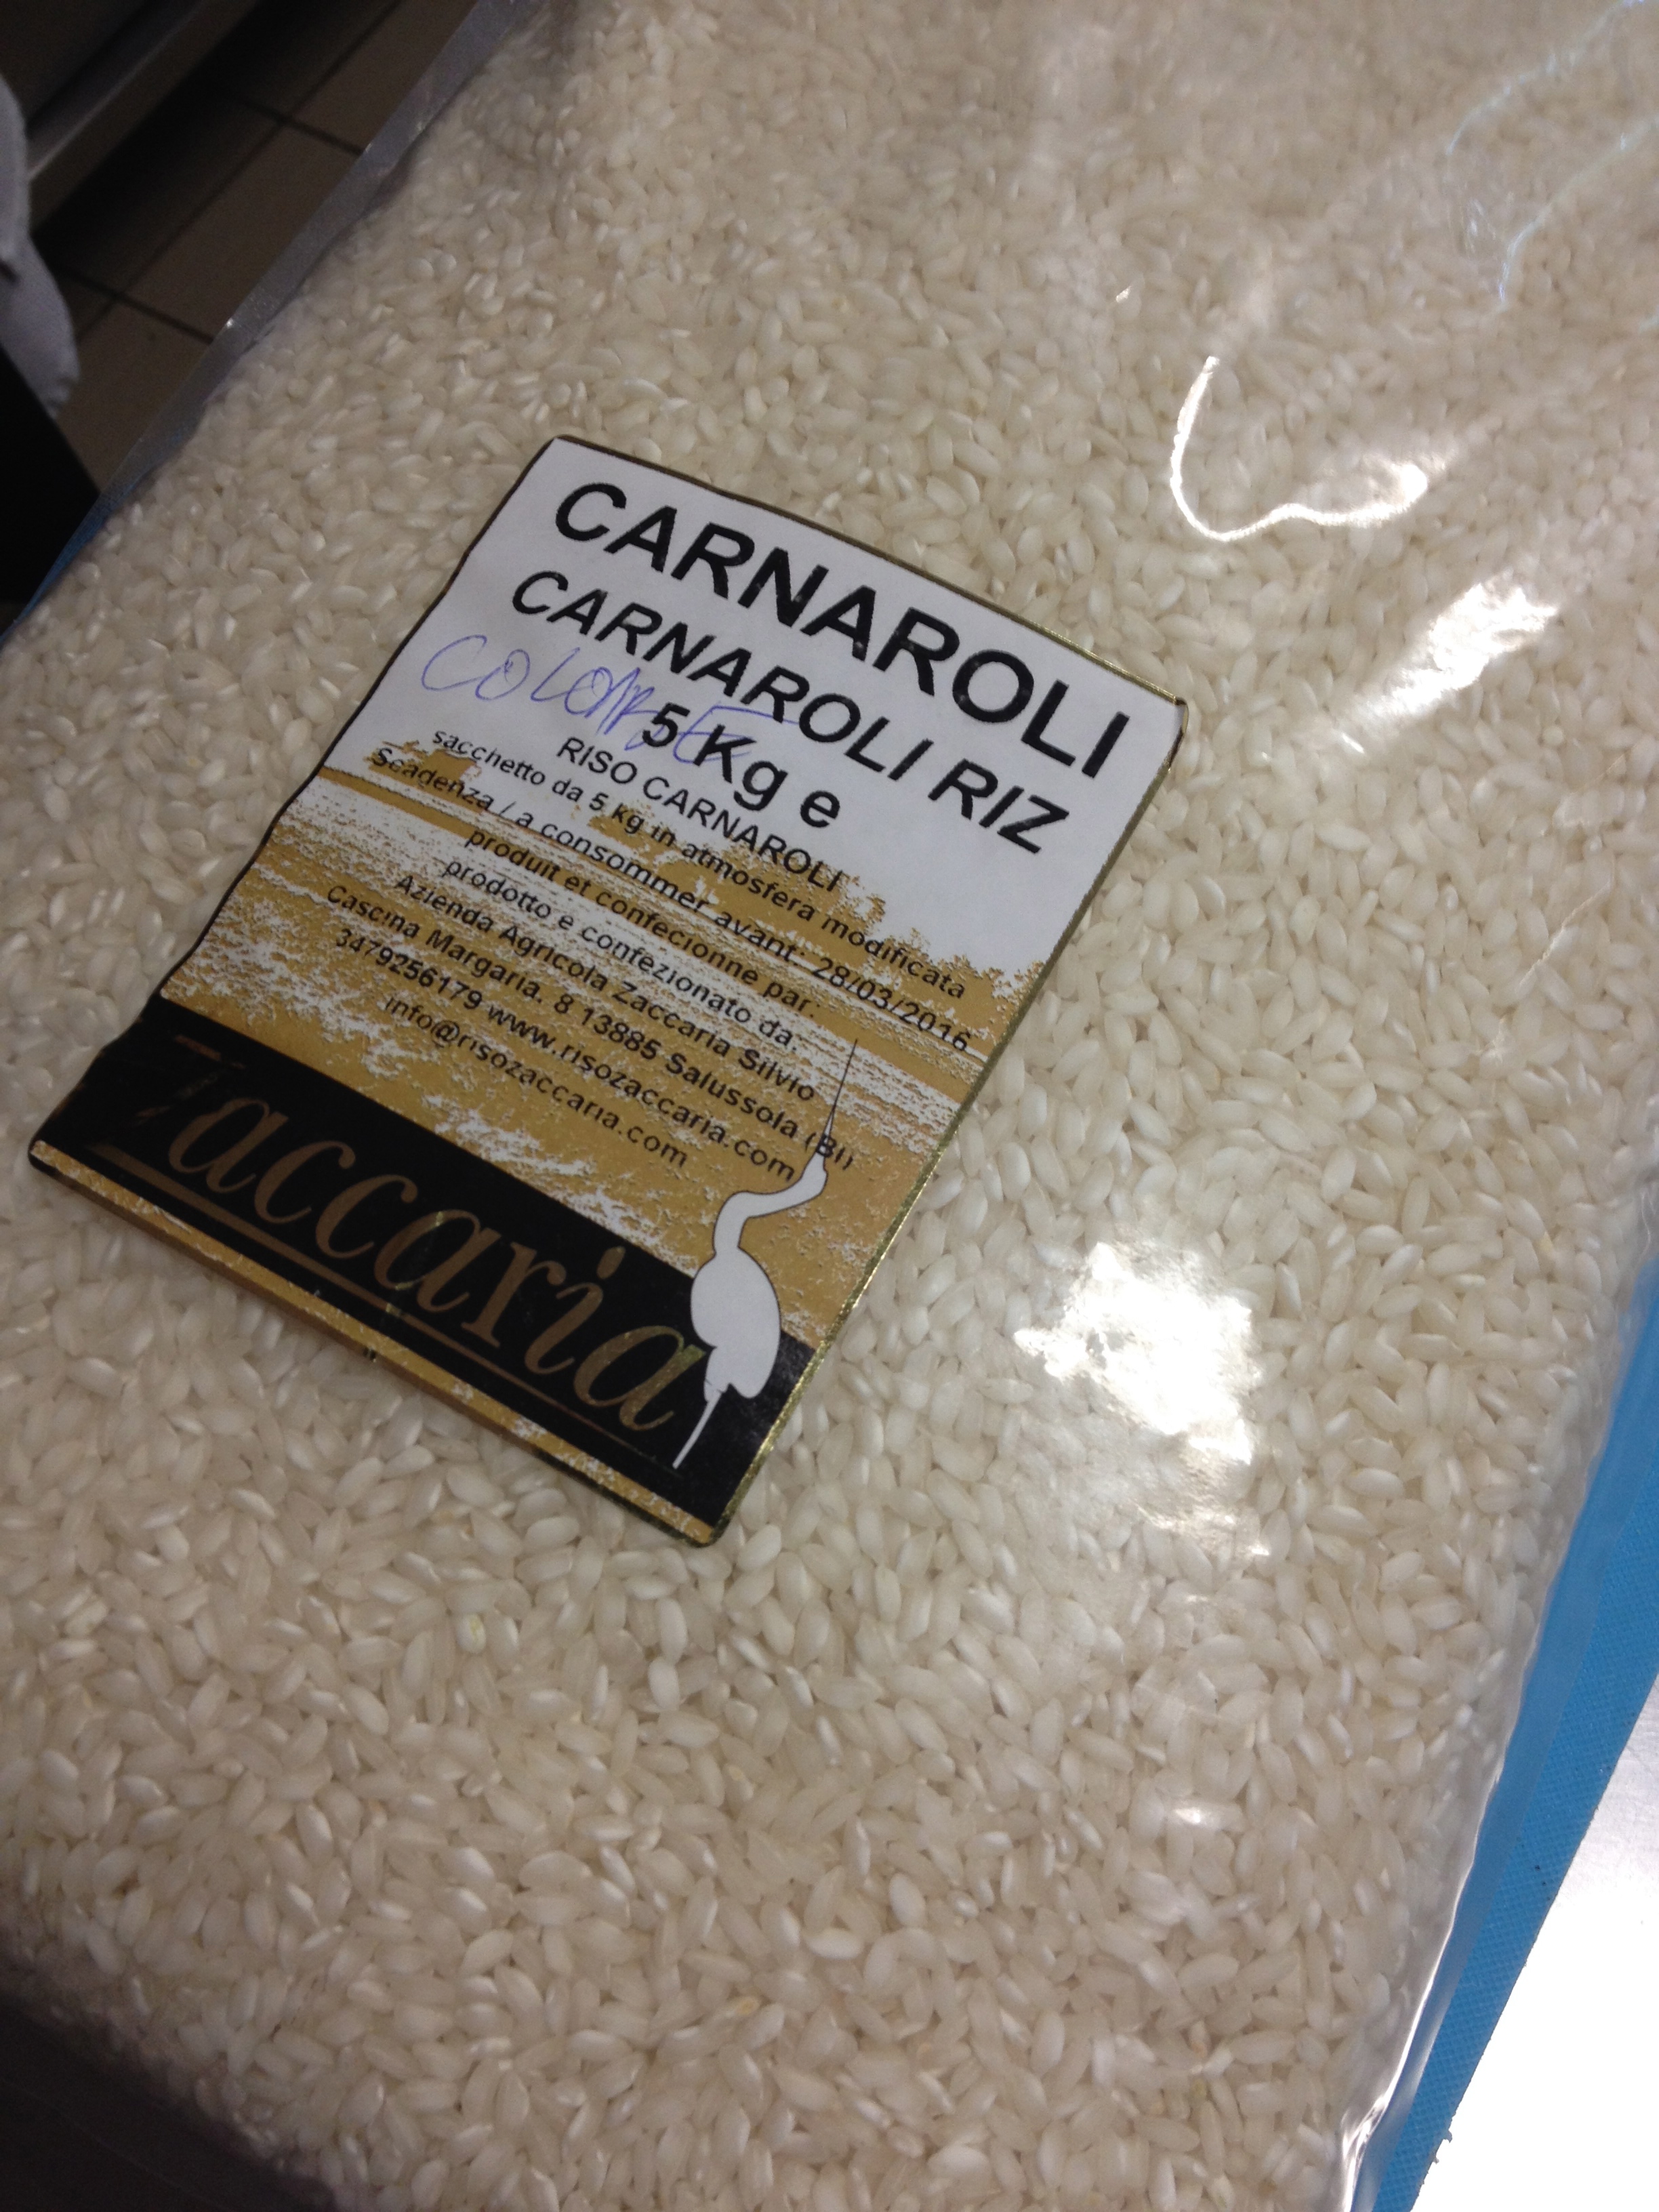 CARNAROLI
CARNAROLI RIZ
5 Kg e
RISO CARNAROLI
sacchetto da 5 kg in atmosfera modificata
Scadenza / a consommer avant: 28/03/2016
produit et confecionne par:
prodotto e confezionato da:
Azienda Agricola Zaccaria Silvio
Cascina Margaria, 8 13885 Salussola (BI)
3479256179 www.risozaccaria.com
info@risozaccaria.com
Zaccaria